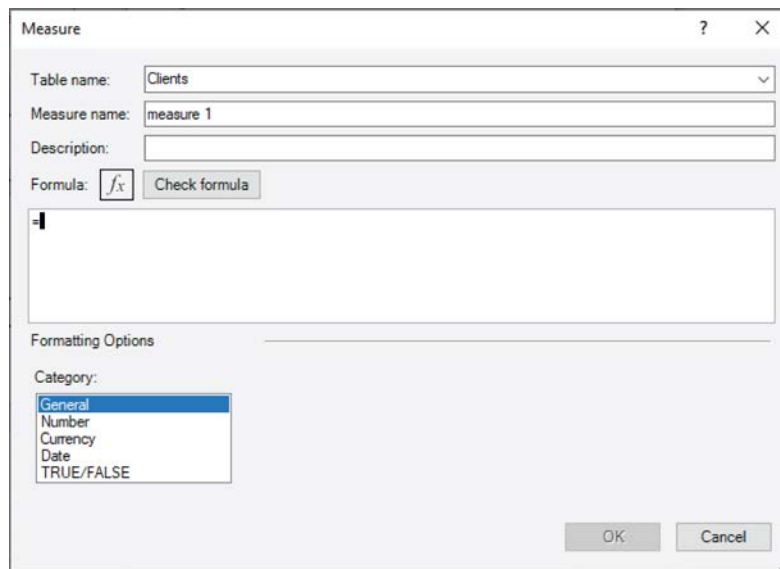 Measure ?
Table name: Clients
Measure name: measure 1
Description:
Formula: fx Check formula
=
Formatting Options
Category:
General
Number
Currency
Date
TRUE/FALSE
OK Cancel